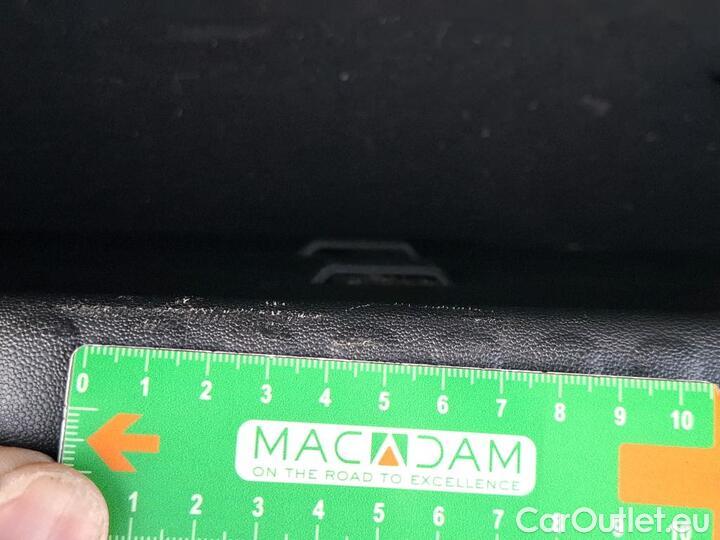 0 1 2 3 4 5 6 7 8 9 10
MACADAM
ON THE ROAD TO EXCELLENCE
1 2 3 4 5 6 7 8 9 10
CarOutlet.eu